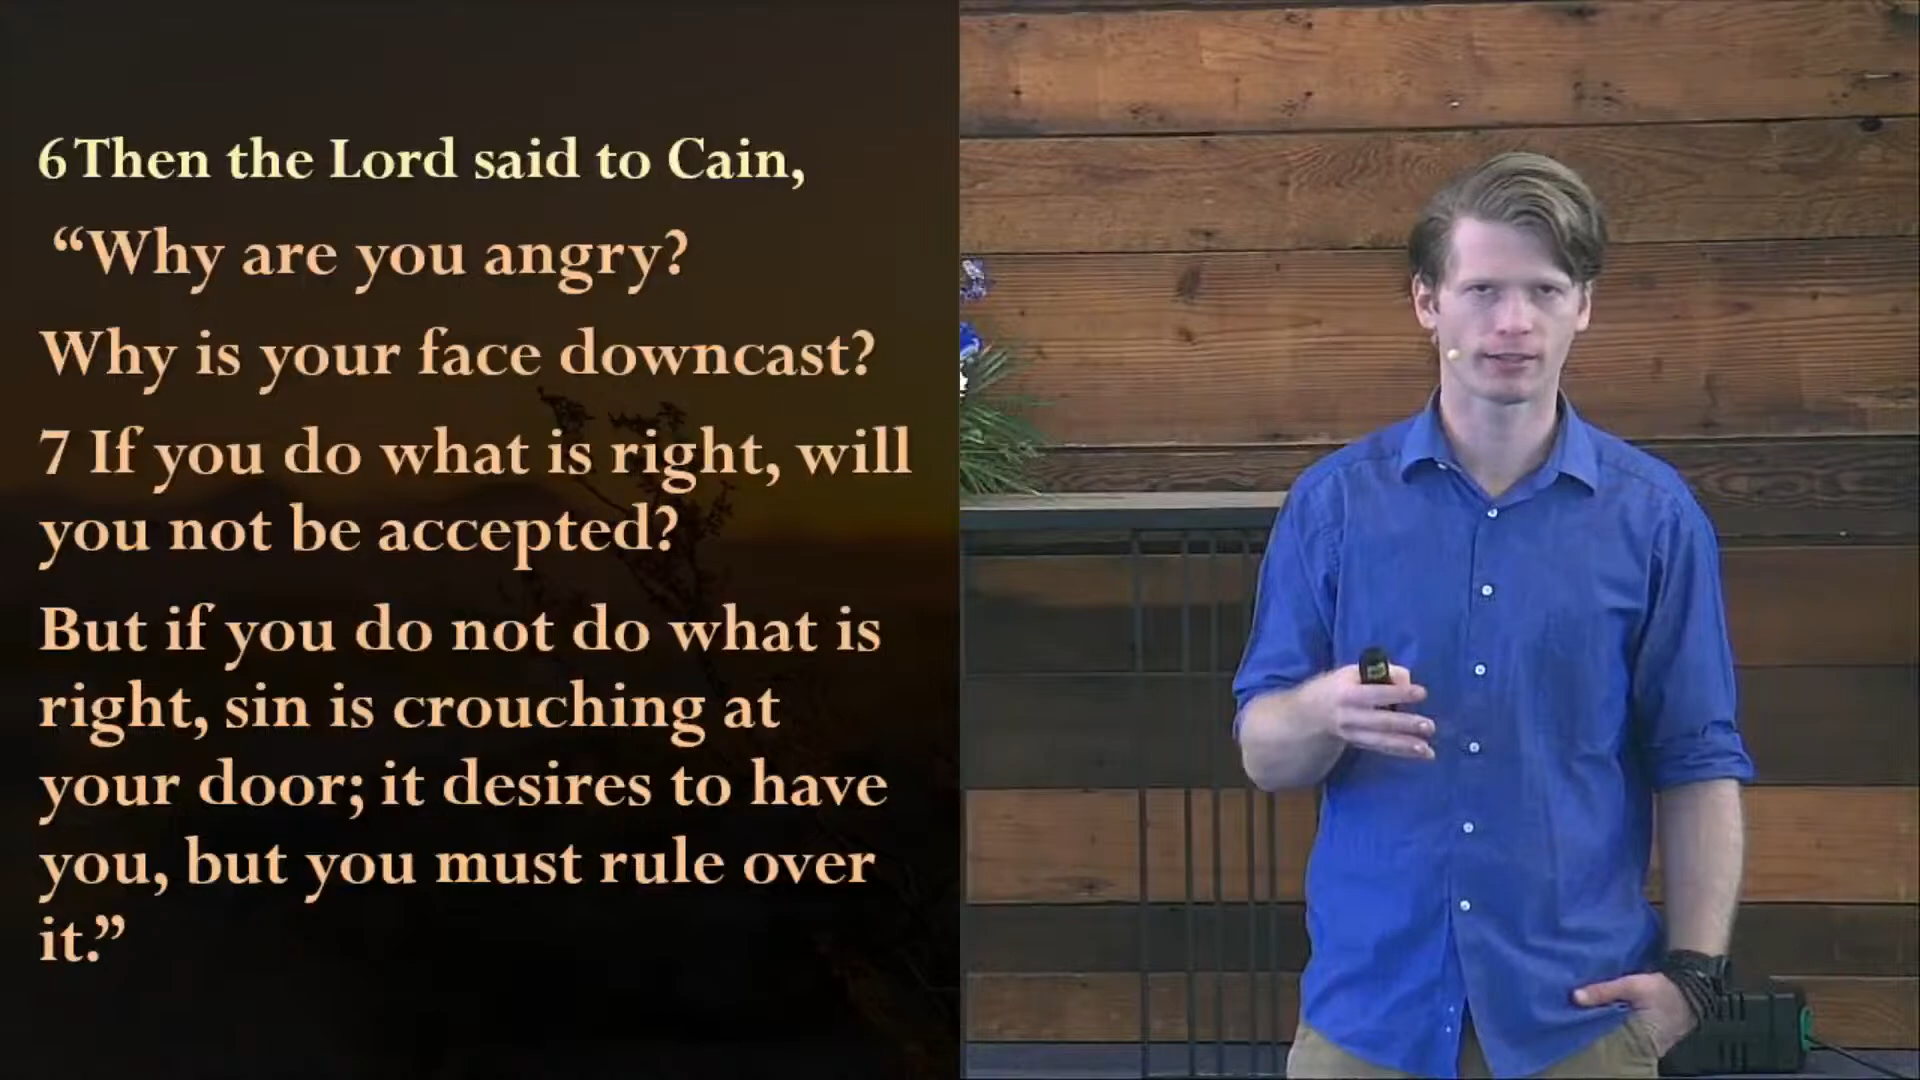 6 Then the Lord said to Cain,
“Why are you angry?
Why is your face downcast?
7 If you do what is right, will
you not be accepted?
But if you do not do what is
right, sin is crouching at
your door; it desires to have
you, but you must rule over
it.”